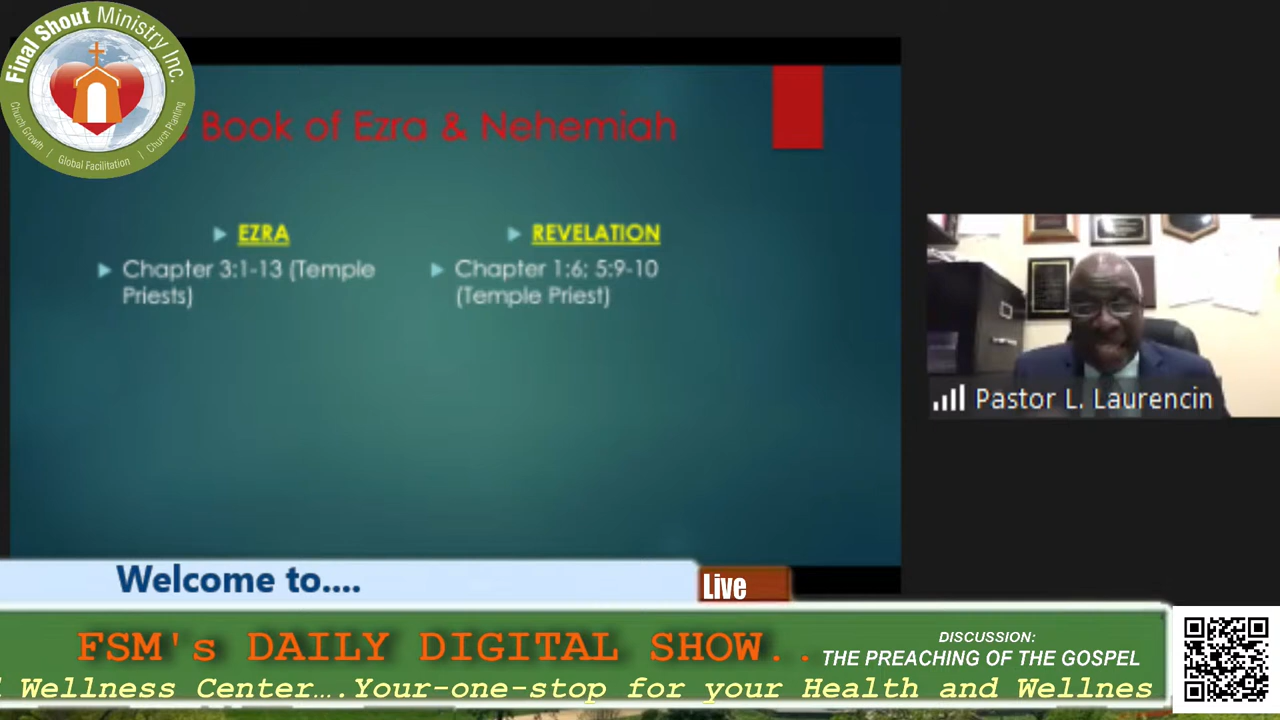 Final Shout Ministry Inc.
Church Growth | Global Facilitation | Church Planting
Book of Ezra & Nehemiah
EZRA
Chapter 3:1-13 (Temple
Priests)
REVELATION
Chapter 1:6; 5:9-10
(Temple Priest)
Pastor L. Laurencin
Welcome to....
Live
FSM's DAILY DIGITAL SHOW..
DISCUSSION:
THE PREACHING OF THE GOSPEL
Wellness Center….Your-one-stop for your Health and Wellnes